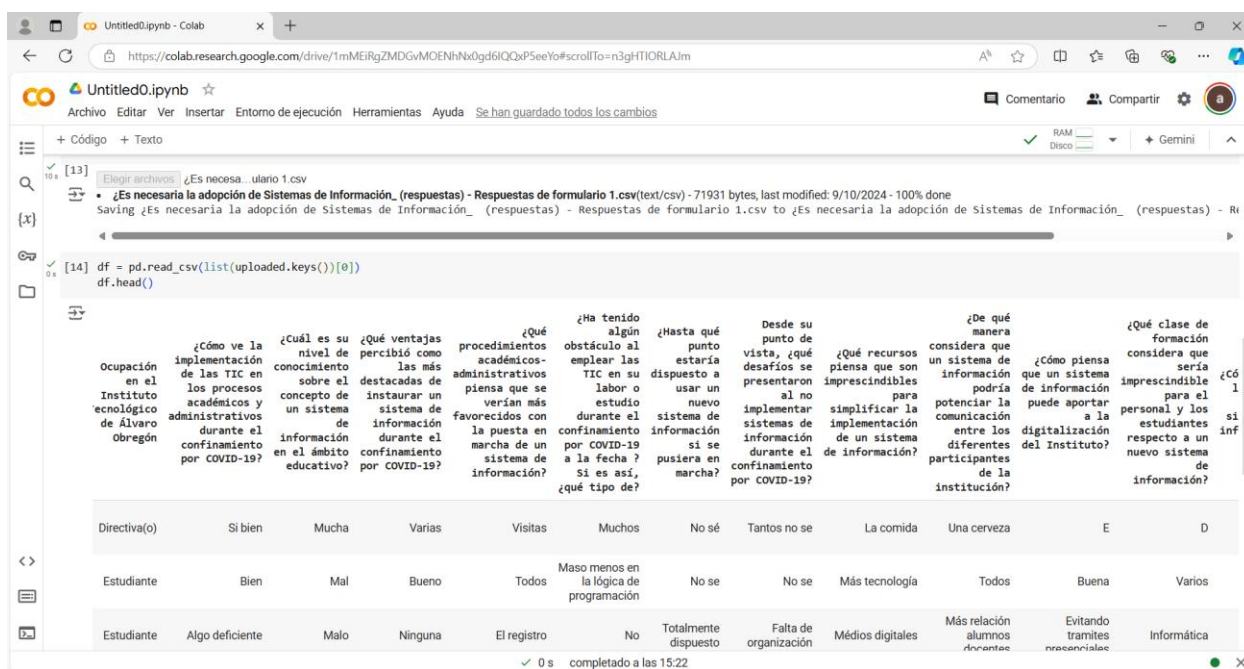 Untitled0.ipynb - Colab
https://colab.research.google.com/drive/1mMEiRgZMDGvMOENhNx0gd6IQQxP5eeYo#scrollTo=n3gHTIORLAJm
Untitled0.ipynb
Comentario Compartir a
Archivo Editar Ver Insertar Entorno de ejecución Herramientas Ayuda Se han guardado todos los cambios
+ Código + Texto
RAM
Disco
Gemini
[13]
10 s
Elegir archivos ¿Es necesa…ulario 1.csv
• ¿Es necesaria la adopción de Sistemas de Información_ (respuestas) - Respuestas de formulario 1.csv(text/csv) - 71931 bytes, last modified: 9/10/2024 - 100% done
Saving ¿Es necesaria la adopción de Sistemas de Información_ (respuestas) - Respuestas de formulario 1.csv to ¿Es necesaria la adopción de Sistemas de Información_ (respuestas) - Re
{x}
[14] df = pd.read_csv(list(uploaded.keys())[0])
0 s
df.head()
Ocupación
en el
Instituto
ecnológico
de Álvaro
Obregón
¿Cómo ve la
implementación
de las TIC en
los procesos
académicos y
administrativos
durante el
confinamiento
por COVID-19?
¿Cuál es su
nivel de
conocimiento
sobre el
concepto de
un sistema
de
información
en el ámbito
educativo?
¿Qué ventajas
percibió como
las más
destacadas de
instaurar un
sistema de
información
durante el
confinamiento
por COVID-19?
¿Qué
procedimientos
académicos-
administrativos
piensa que se
verían más
favorecidos con
la puesta en
marcha de un
sistema de
información?
¿Ha tenido
algún
obstáculo al
emplear las
TIC en su
labor o
estudio
durante el
confinamiento
por COVID-19
a la fecha ?
Si es así,
¿qué tipo de?
¿Hasta qué
punto
estaría
dispuesto a
usar un
nuevo
sistema de
información
si se
pusiera en
marcha?
Desde su
punto de
vista, ¿qué
desafíos se
presentaron
al no
implementar
sistemas de
información
durante el
confinamiento
por COVID-19?
¿Qué recursos
piensa que son
imprescindibles
para
simplificar la
implementación
de un sistema
de información?
¿De qué
manera
considera que
un sistema de
información
podría
potenciar la
comunicación
entre los
diferentes
participantes
de la
institución?
¿Cómo piensa
que un sistema
de información
puede aportar
a la
digitalización
del Instituto?
¿Qué clase de
formación
considera que
sería
imprescindible
para el
personal y los
estudiantes
respecto a un
nuevo sistema
de
información?
¿Có
l
si
inf
Directiva(o) Si bien Mucha Varias Visitas Muchos No sé Tantos no se La comida Una cerveza E D
Estudiante Bien Mal Bueno Todos Maso menos en la lógica de programación No se No se Más tecnología Todos Buena Varios
Estudiante Algo deficiente Malo Ninguna El registro No Totalmente dispuesto Falta de organización Médios digitales Más relación alumnos docentes Evitando tramites presenciales Informática
0 s completado a las 15:22